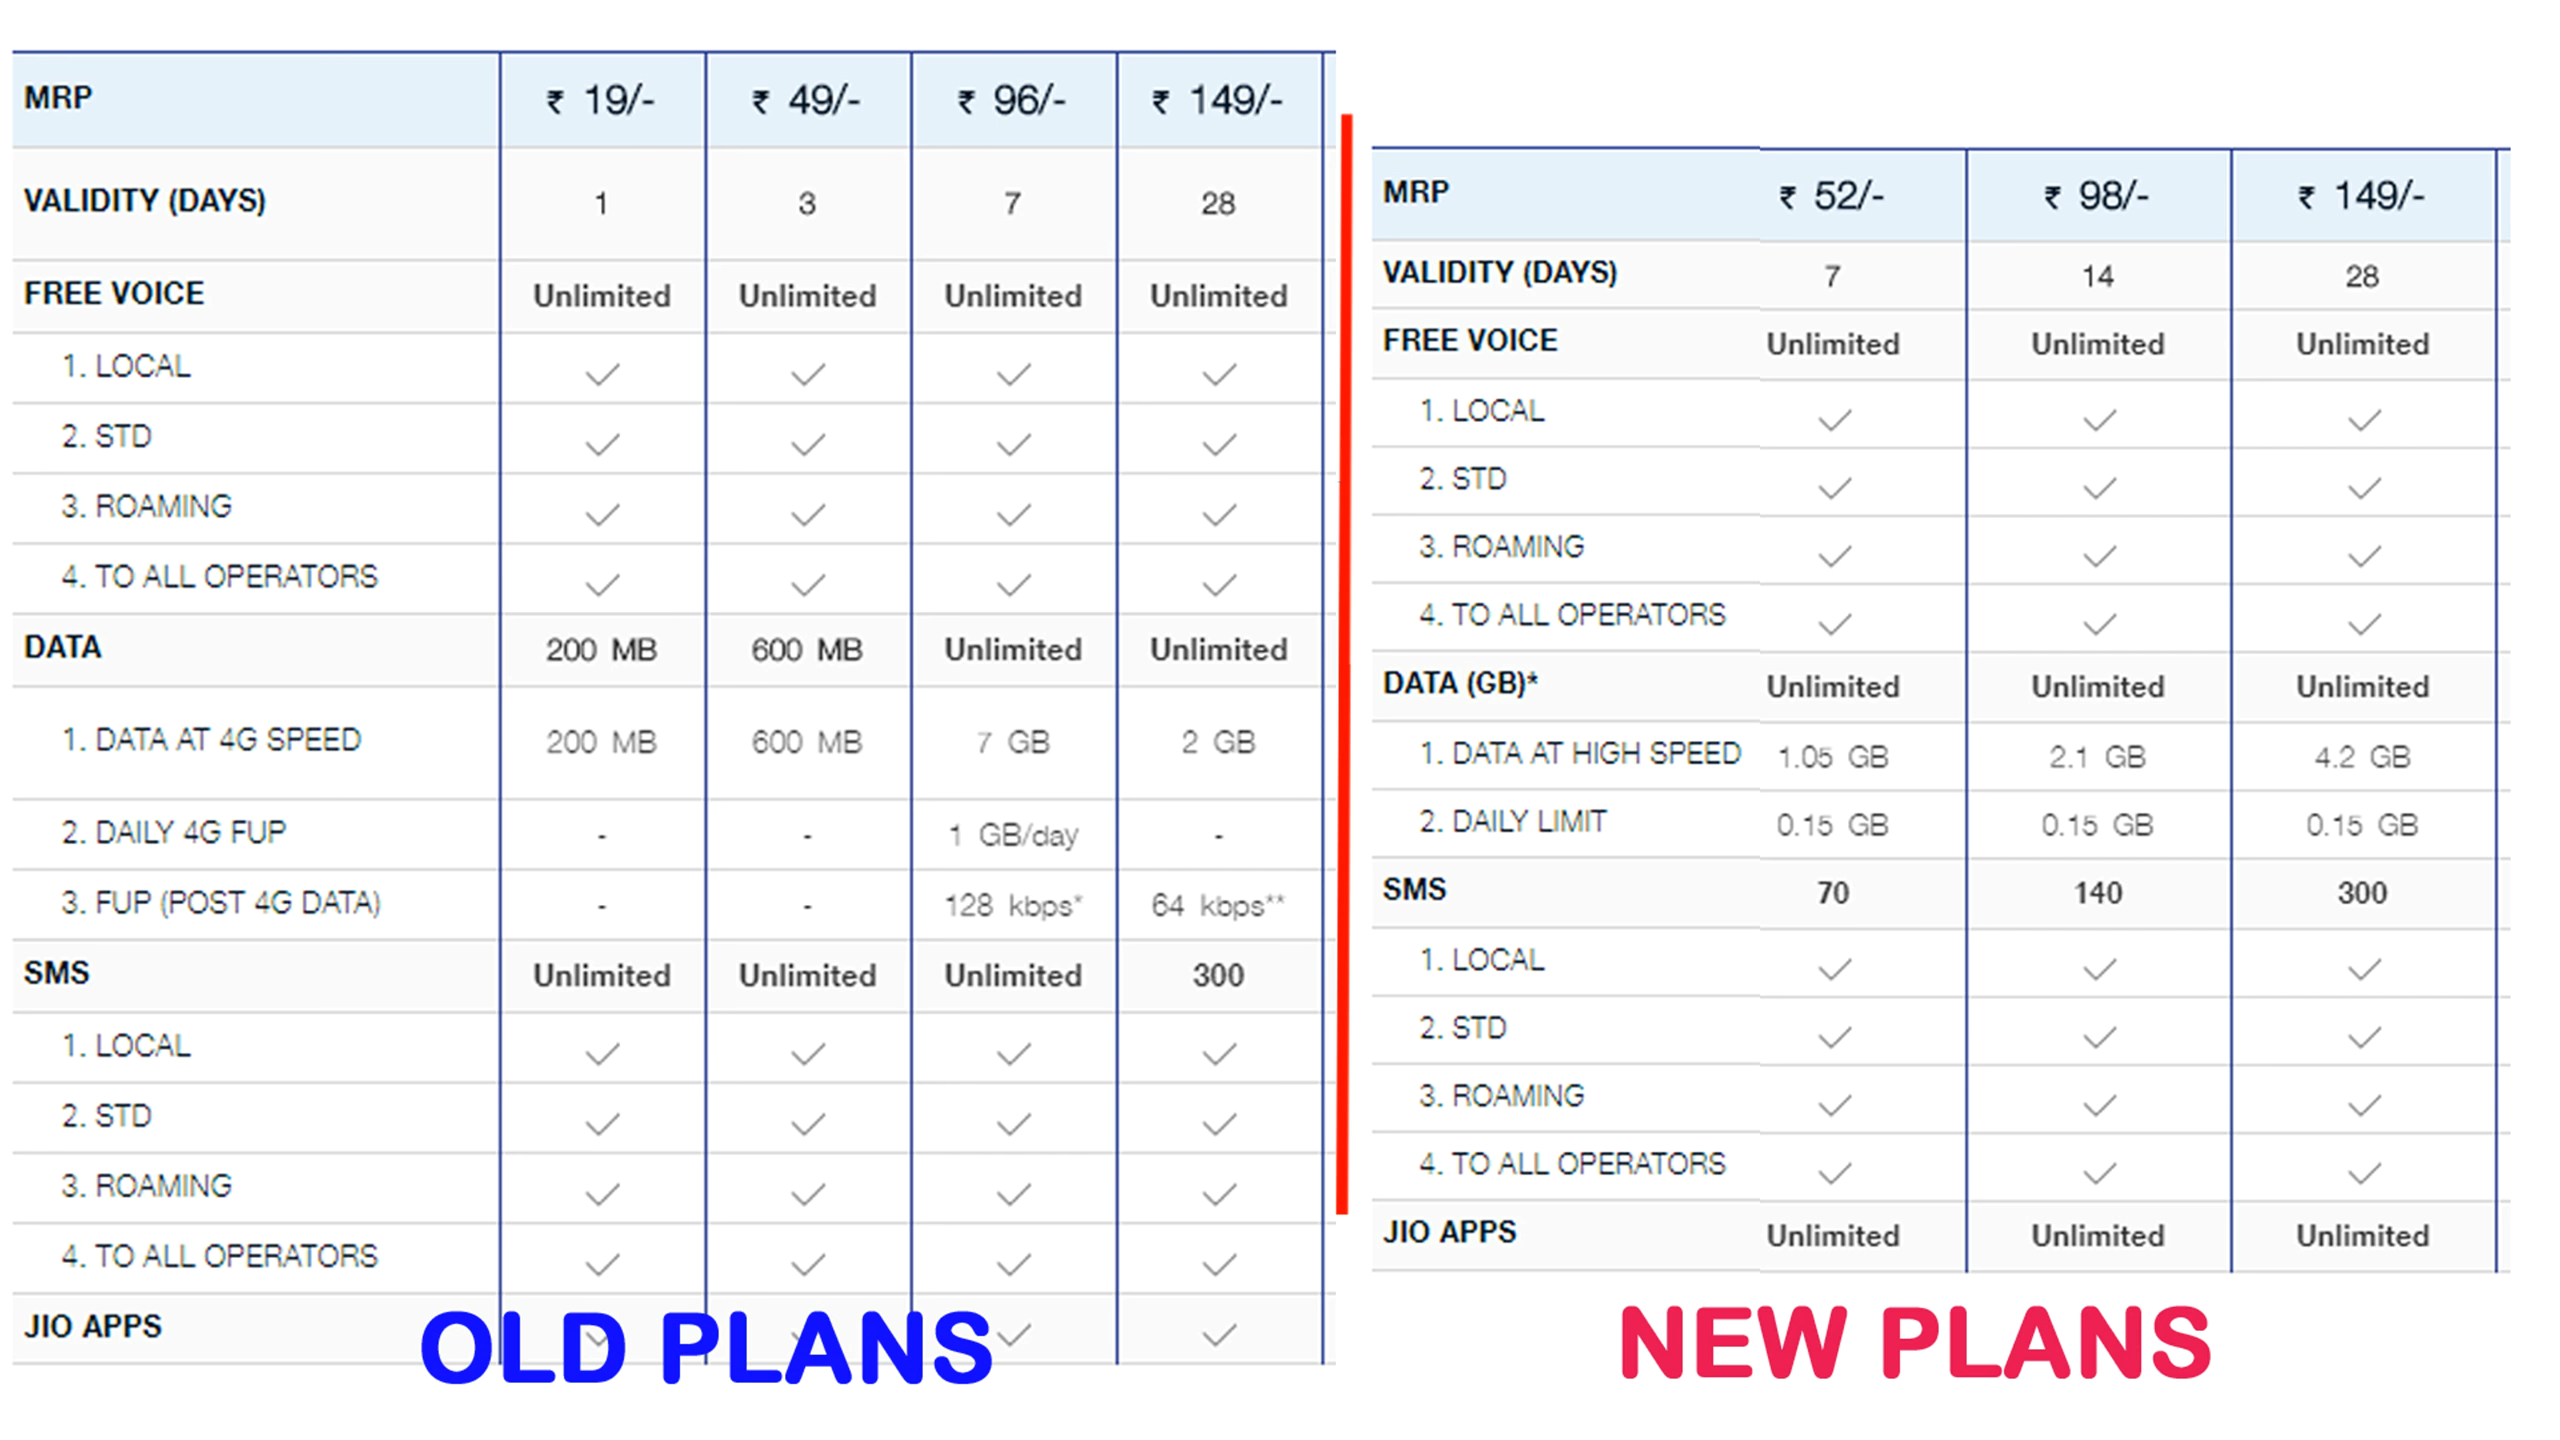 MRP ₹ 19/- ₹ 49/- ₹ 96/- ₹ 149/-
VALIDITY (DAYS) 1 3 7 28
FREE VOICE Unlimited Unlimited Unlimited Unlimited
1. LOCAL
2. STD
3. ROAMING
4. TO ALL OPERATORS
DATA 200 MB 600 MB Unlimited Unlimited
1. DATA AT 4G SPEED 200 MB 600 MB 7 GB 2 GB
2. DAILY 4G FUP - - 1 GB/day -
3. FUP (POST 4G DATA) - - 128 kbps* 64 kbps**
SMS Unlimited Unlimited Unlimited 300
1. LOCAL
2. STD
3. ROAMING
4. TO ALL OPERATORS
JIO APPS
OLD PLANS
MRP ₹ 52/- ₹ 98/- ₹ 149/-
VALIDITY (DAYS) 7 14 28
FREE VOICE Unlimited Unlimited Unlimited
1. LOCAL
2. STD
3. ROAMING
4. TO ALL OPERATORS
DATA (GB)* Unlimited Unlimited Unlimited
1. DATA AT HIGH SPEED 1.05 GB 2.1 GB 4.2 GB
2. DAILY LIMIT 0.15 GB 0.15 GB 0.15 GB
SMS 70 140 300
1. LOCAL
2. STD
3. ROAMING
4. TO ALL OPERATORS
JIO APPS Unlimited Unlimited Unlimited
NEW PLANS